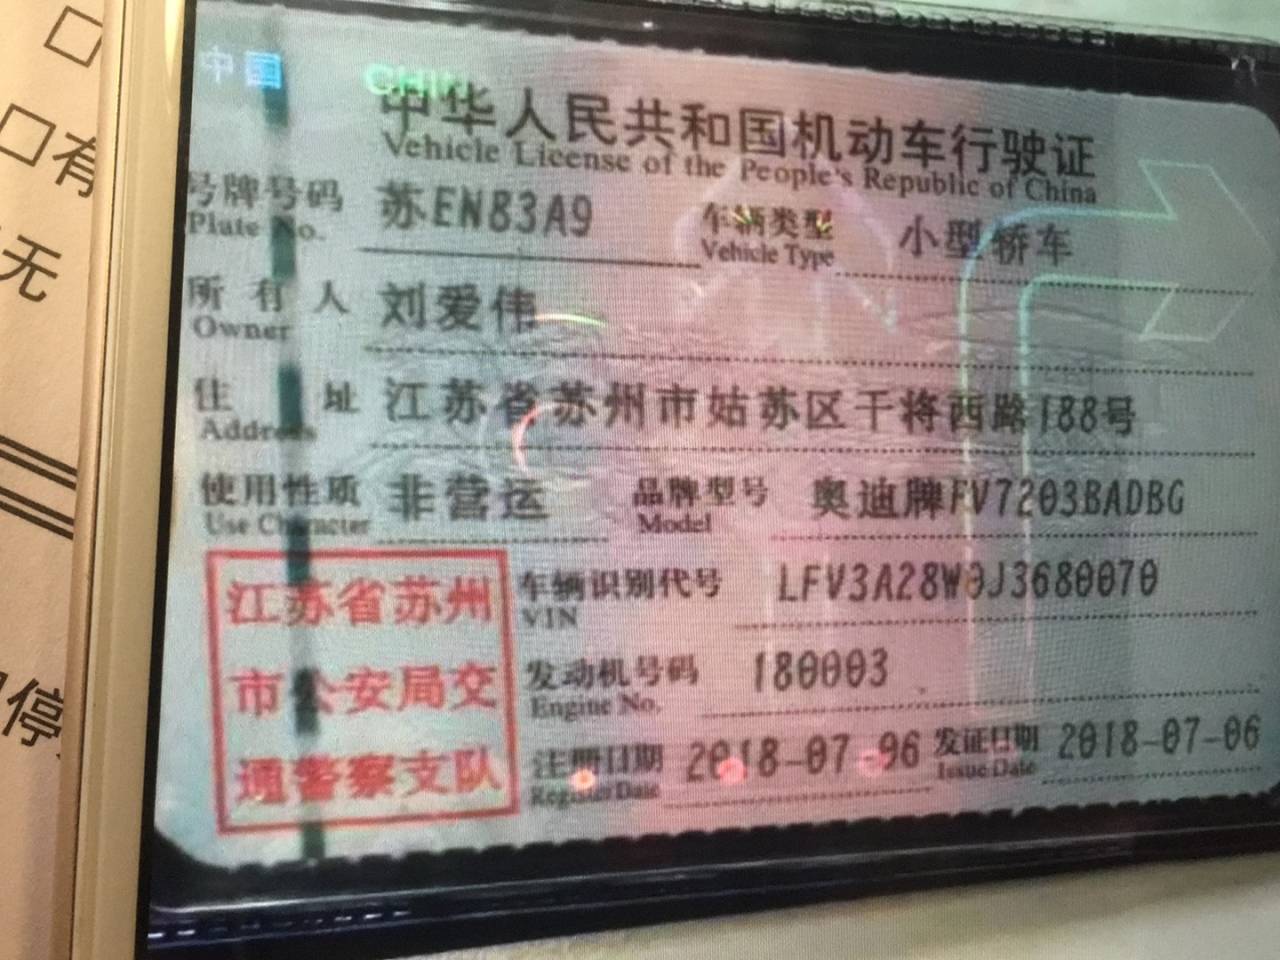 中国 CHIN
中华人民共和国机动车行驶证
Vehicle License of the People's Republic of China
号牌号码 苏EN83A9 车辆类型 小型轿车
Plate No. Vehicle Type
所有人 刘爱伟
Owner
住址 江苏省苏州市姑苏区干将西路188号
Address
使用性质 非营运 品牌型号 奥迪牌FV7203BADBG
Use Character Model
车辆识别代号 LFV3A28W0J3680070
VIN
发动机号码 180003
Engine No.
注册日期 2018-07-06 发证日期 2018-07-06
Register Date Issue Date
江苏省苏州
市公安局交
通警察支队
有
无
停